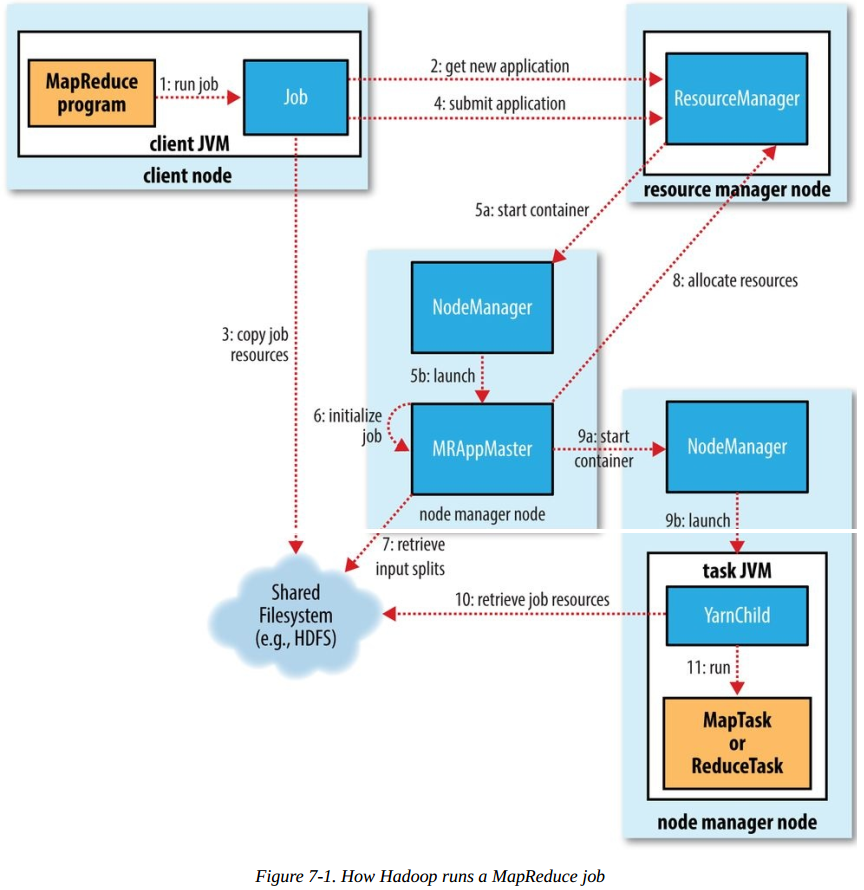 MapReduce
program
1: run job
Job
client JVM
client node
2: get new application
4: submit application
ResourceManager
resource manager node
5a: start container
8: allocate resources
3: copy job
resources
NodeManager
5b: launch
6: initialize
job
MRAppMaster
9a: start
container
NodeManager
node manager node
9b: launch
7: retrieve
input splits
Shared
Filesystem
(e.g., HDFS)
10: retrieve job resources
task JVM
YarnChild
11: run
MapTask
or
ReduceTask
node manager node
Figure 7-1. How Hadoop runs a MapReduce job